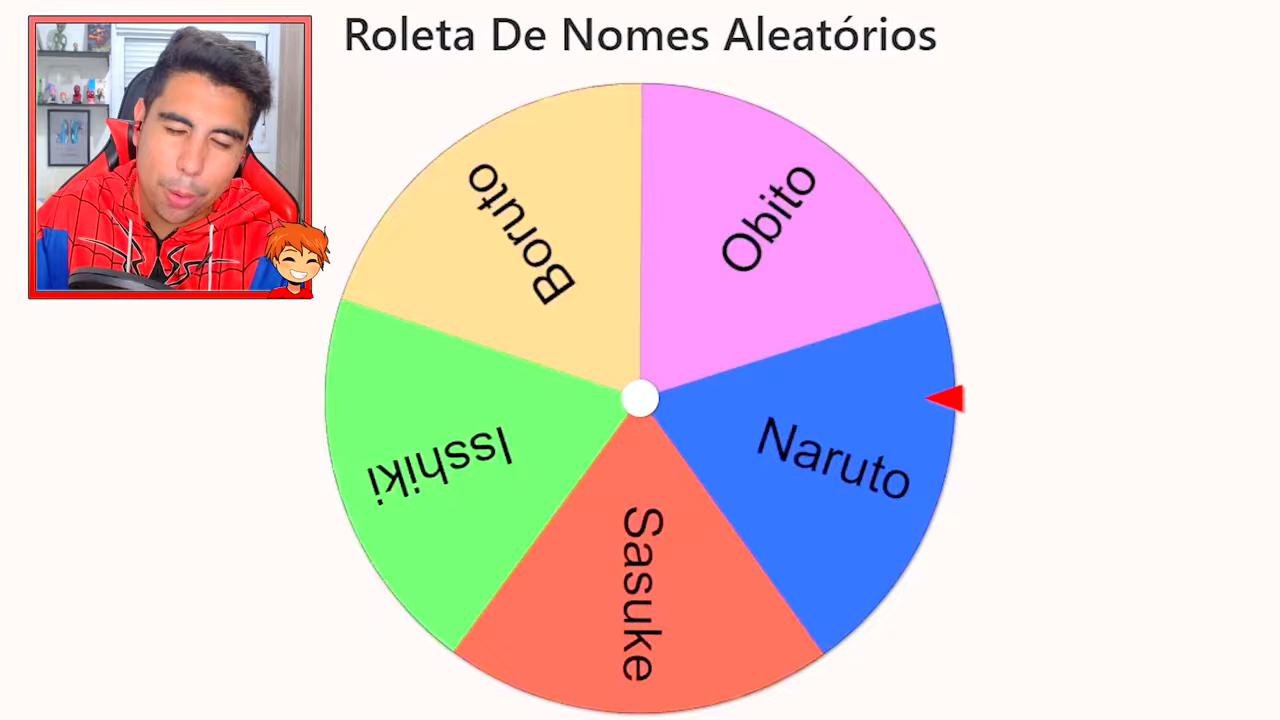 Roleta De Nomes Aleatórios
Boruto
Obito
Naruto
Isshiki
Sasuke